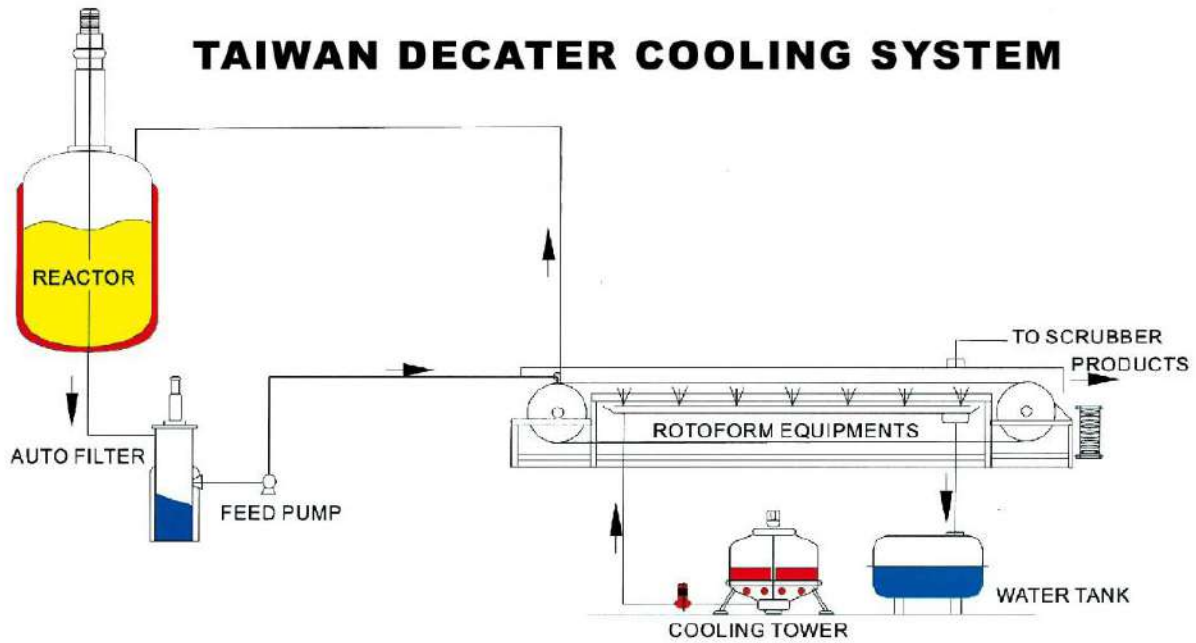 TAIWAN DECATER COOLING SYSTEM
REACTOR
TO SCRUBBER
PRODUCTS
ROTOFORM EQUIPMENTS
AUTO FILTER
FEED PUMP
WATER TANK
COOLING TOWER